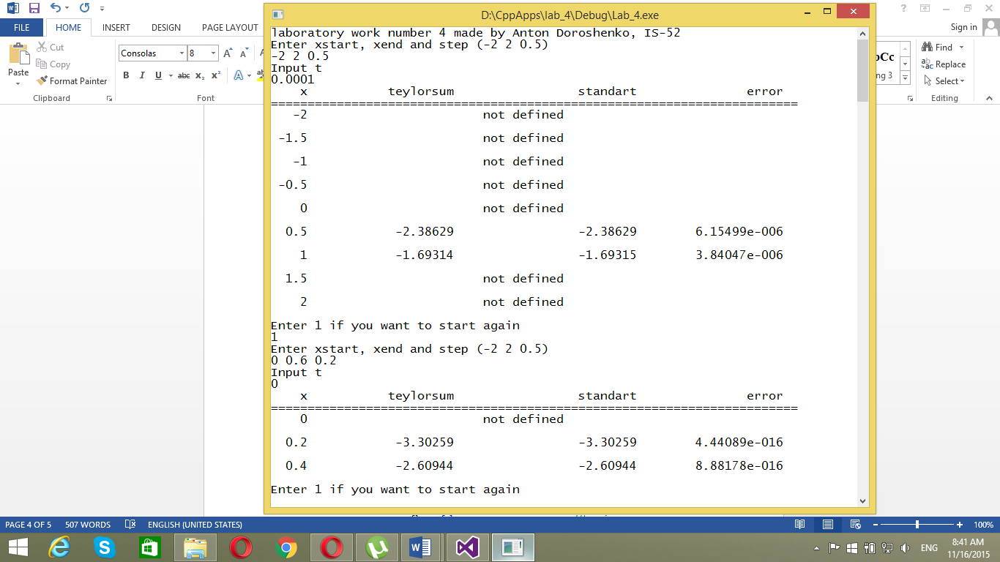 D:\CppApps\lab_4\Debug\Lab_4.exe
FILE HOME INSERT DESIGN PAGE LAYOUT
Sign in
Cut
Copy
Format Painter
Paste
Clipboard
Consolas 8
B I U abc x₂ x²
Font
Find
Replace
Select
Editing
ng 3
laboratory work number 4 made by Anton Doroshenko, IS-52
Enter xstart, xend and step (-2 2 0.5)
-2 2 0.5
Input t
0.0001
x teylorsum standart error
========================================================================
-2 not defined
-1.5 not defined
-1 not defined
-0.5 not defined
0 not defined
0.5 -2.38629 -2.38629 6.15499e-006
1 -1.69314 -1.69315 3.84047e-006
1.5 not defined
2 not defined
Enter 1 if you want to start again
1
Enter xstart, xend and step (-2 2 0.5)
0 0.6 0.2
Input t
0
x teylorsum standart error
========================================================================
0 not defined
0.2 -3.30259 -3.30259 4.44089e-016
0.4 -2.60944 -2.60944 8.88178e-016
Enter 1 if you want to start again
PAGE 4 OF 5 507 WORDS ENGLISH (UNITED STATES) 100%
ENG
8:41 AM
11/16/2015